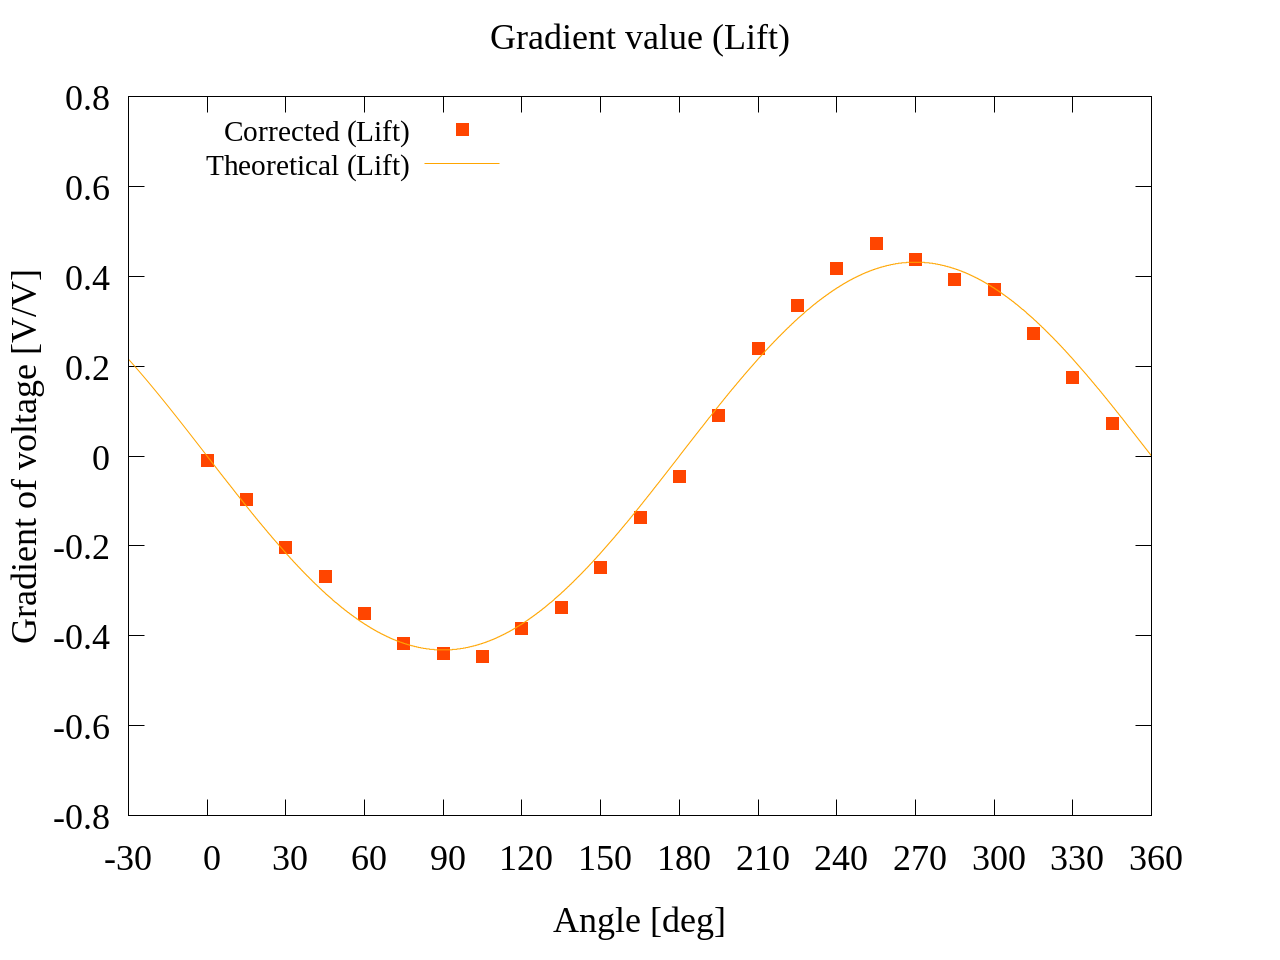 Gradient value (Lift)
Corrected (Lift)
Theoretical (Lift)
0.8
0.6
0.4
0.2
0
-0.2
-0.4
-0.6
-0.8
Gradient of voltage [V/V]
-30 0 30 60 90 120 150 180 210 240 270 300 330 360
Angle [deg]